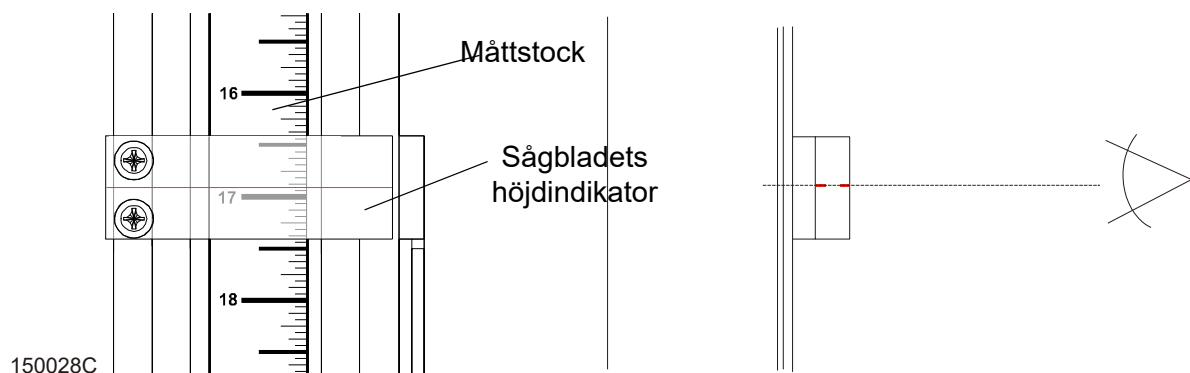 Måttstock
16
Sågbladets
höjdindikator
17
18
150028C